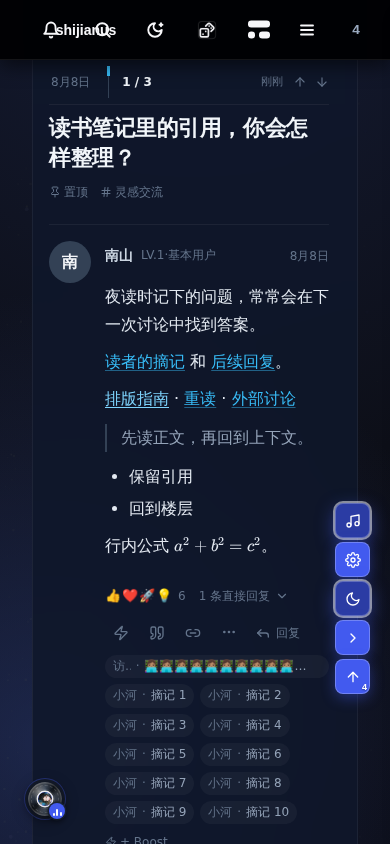 shijianus
4
8月8日
1 / 3
刚刚
读书笔记里的引用，你会怎
样整理？
置顶 # 灵感交流
南
南山 LV.1·基本用户 8月8日
夜读时记下的问题，常常会在下
一次讨论中找到答案。
读者的摘记 和 后续回复。
排版指南 · 重读 · 外部讨论
先读正文，再回到上下文。
• 保留引用
• 回到楼层
行内公式 a² + b² = c²。
👍❤️🚀💡 6 1 条直接回复
回复
访.. · 👩🏽‍💻👩🏽‍💻👩🏽‍💻👩🏽‍💻👩🏽‍💻👩🏽‍💻👩🏽‍💻👩🏽‍💻👩🏽‍💻👩🏽‍💻...
小河 · 摘记 1 小河 · 摘记 2
小河 · 摘记 3 小河 · 摘记 4
小河 · 摘记 5 小河 · 摘记 6
小河 · 摘记 7 小河 · 摘记 8
小河 · 摘记 9 小河 · 摘记 10
+ Boost
4